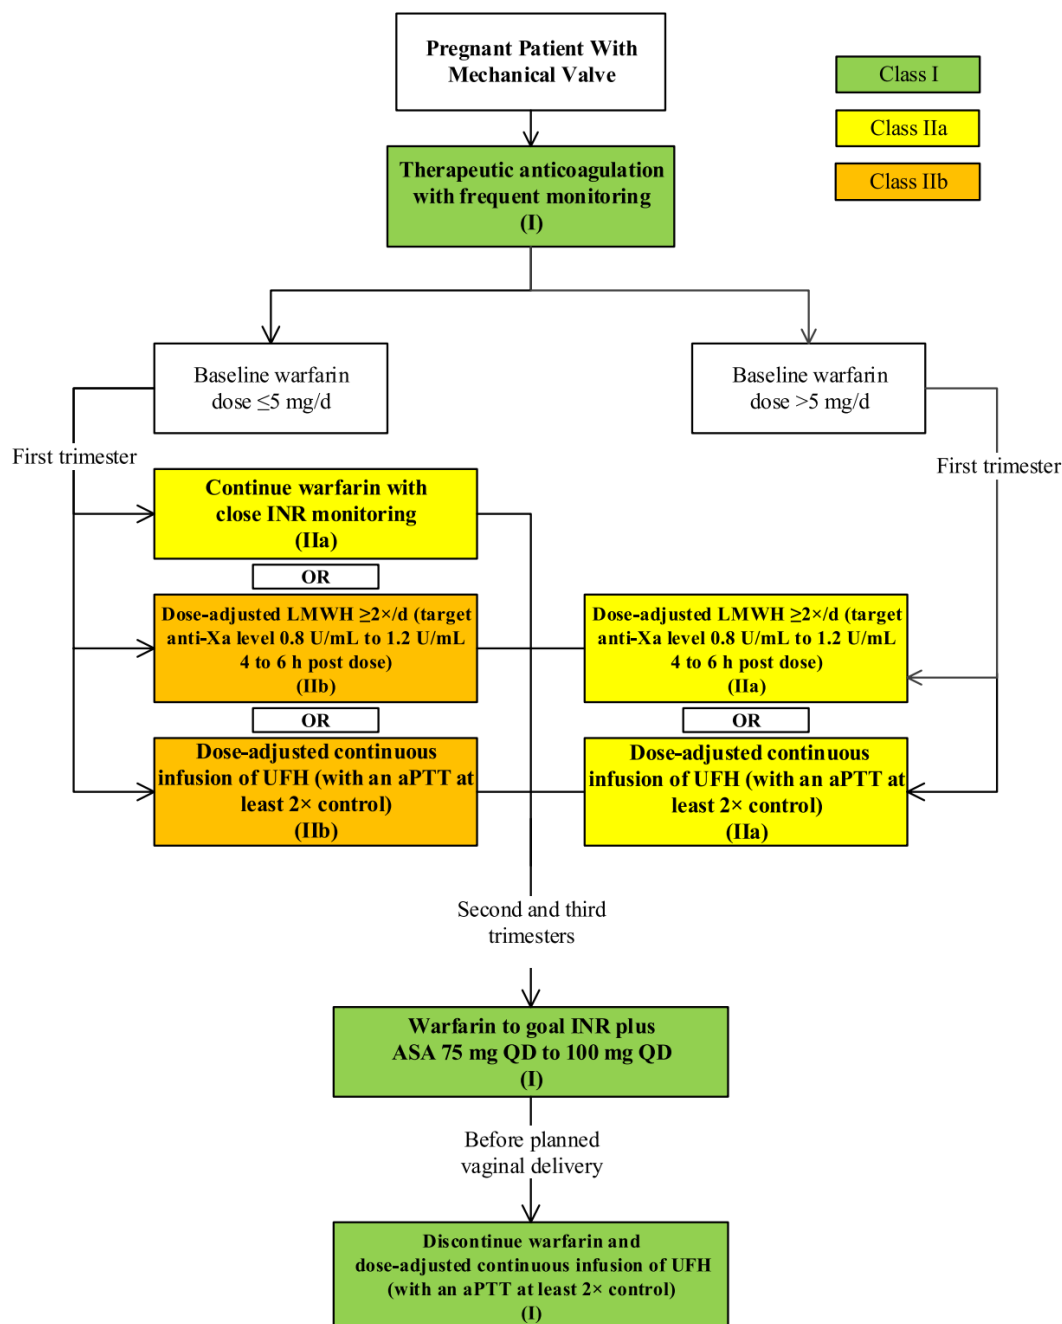 Pregnant Patient With
Mechanical Valve
Class I
Class IIa
Class IIb
Therapeutic anticoagulation
with frequent monitoring
(I)
Baseline warfarin
dose ≤5 mg/d
Baseline warfarin
dose >5 mg/d
First trimester
First trimester
Continue warfarin with
close INR monitoring
(IIa)
OR
Dose-adjusted LMWH ≥2×/d (target
anti-Xa level 0.8 U/mL to 1.2 U/mL
4 to 6 h post dose)
(IIb)
OR
Dose-adjusted continuous
infusion of UFH (with an aPTT at
least 2× control)
(IIb)
Dose-adjusted LMWH ≥2×/d (target
anti-Xa level 0.8 U/mL to 1.2 U/mL
4 to 6 h post dose)
(IIa)
OR
Dose-adjusted continuous
infusion of UFH (with an aPTT at
least 2× control)
(IIa)
Second and third
trimesters
Warfarin to goal INR plus
ASA 75 mg QD to 100 mg QD
(I)
Before planned
vaginal delivery
Discontinue warfarin and
dose-adjusted continuous infusion of UFH
(with an aPTT at least 2× control)
(I)